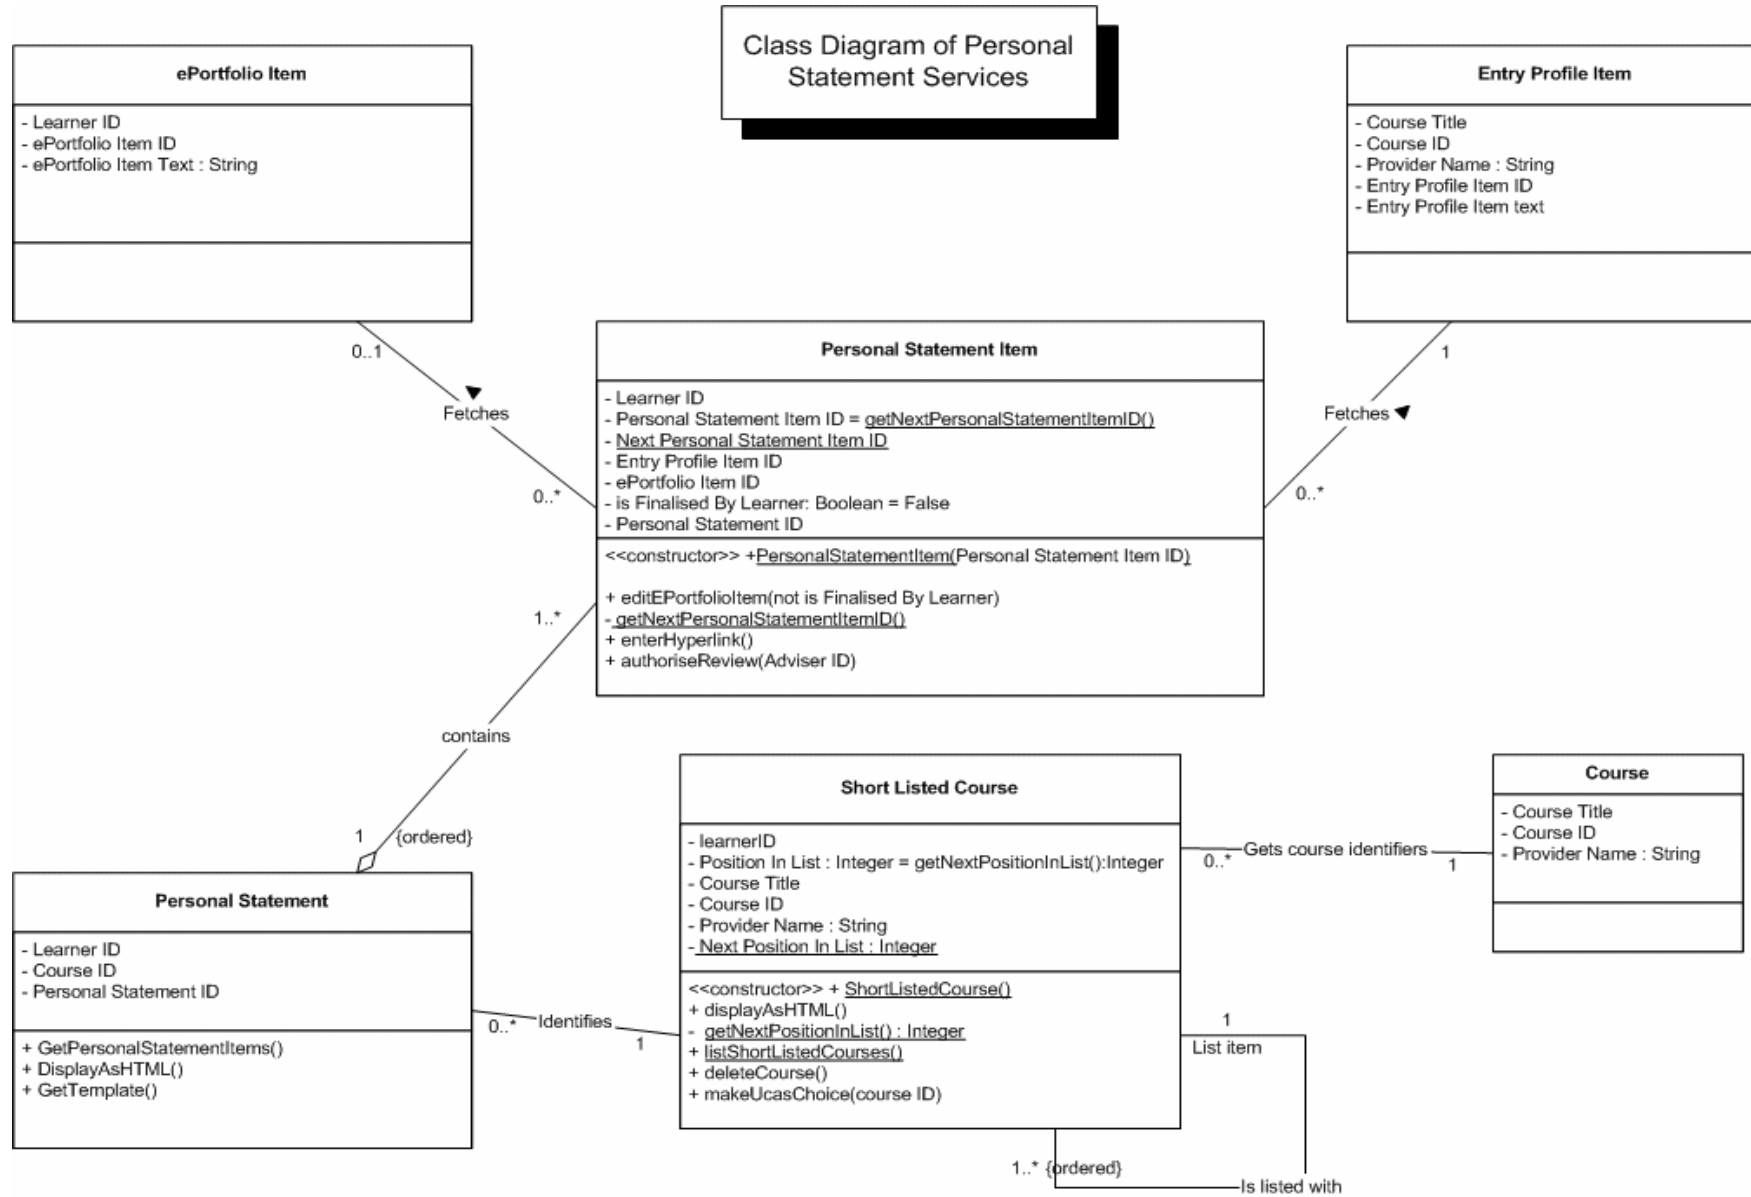 Class Diagram of Personal
Statement Services
ePortfolio Item
- Learner ID
- ePortfolio Item ID
- ePortfolio Item Text : String
Entry Profile Item
- Course Title
- Course ID
- Provider Name : String
- Entry Profile Item ID
- Entry Profile Item text
0..1
Fetches
0..*
1
Fetches
0..*
Personal Statement Item
- Learner ID
- Personal Statement Item ID = getNextPersonalStatementItemID()
- Next Personal Statement Item ID
- Entry Profile Item ID
- ePortfolio Item ID
- is Finalised By Learner: Boolean = False
- Personal Statement ID
<<constructor>> +PersonalStatementItem(Personal Statement Item ID)
+ editEPortfolioItem(not is Finalised By Learner)
- getNextPersonalStatementItemID()
+ enterHyperlink()
+ authoriseReview(Adviser ID)
1..*
contains
1
{ordered}
Personal Statement
- Learner ID
- Course ID
- Personal Statement ID
+ GetPersonalStatementItems()
+ DisplayAsHTML()
+ GetTemplate()
0..*
Identifies
1
Short Listed Course
- learnerID
- Position In List : Integer = getNextPositionInList():Integer
- Course Title
- Course ID
- Provider Name : String
- Next Position In List : Integer
<<constructor>> + ShortListedCourse()
+ displayAsHTML()
- getNextPositionInList() : Integer
+ listShortListedCourses()
+ deleteCourse()
+ makeUcasChoice(course ID)
0..*
Gets course identifiers
1
Course
- Course Title
- Course ID
- Provider Name : String
1
List item
1..* {ordered}
Is listed with